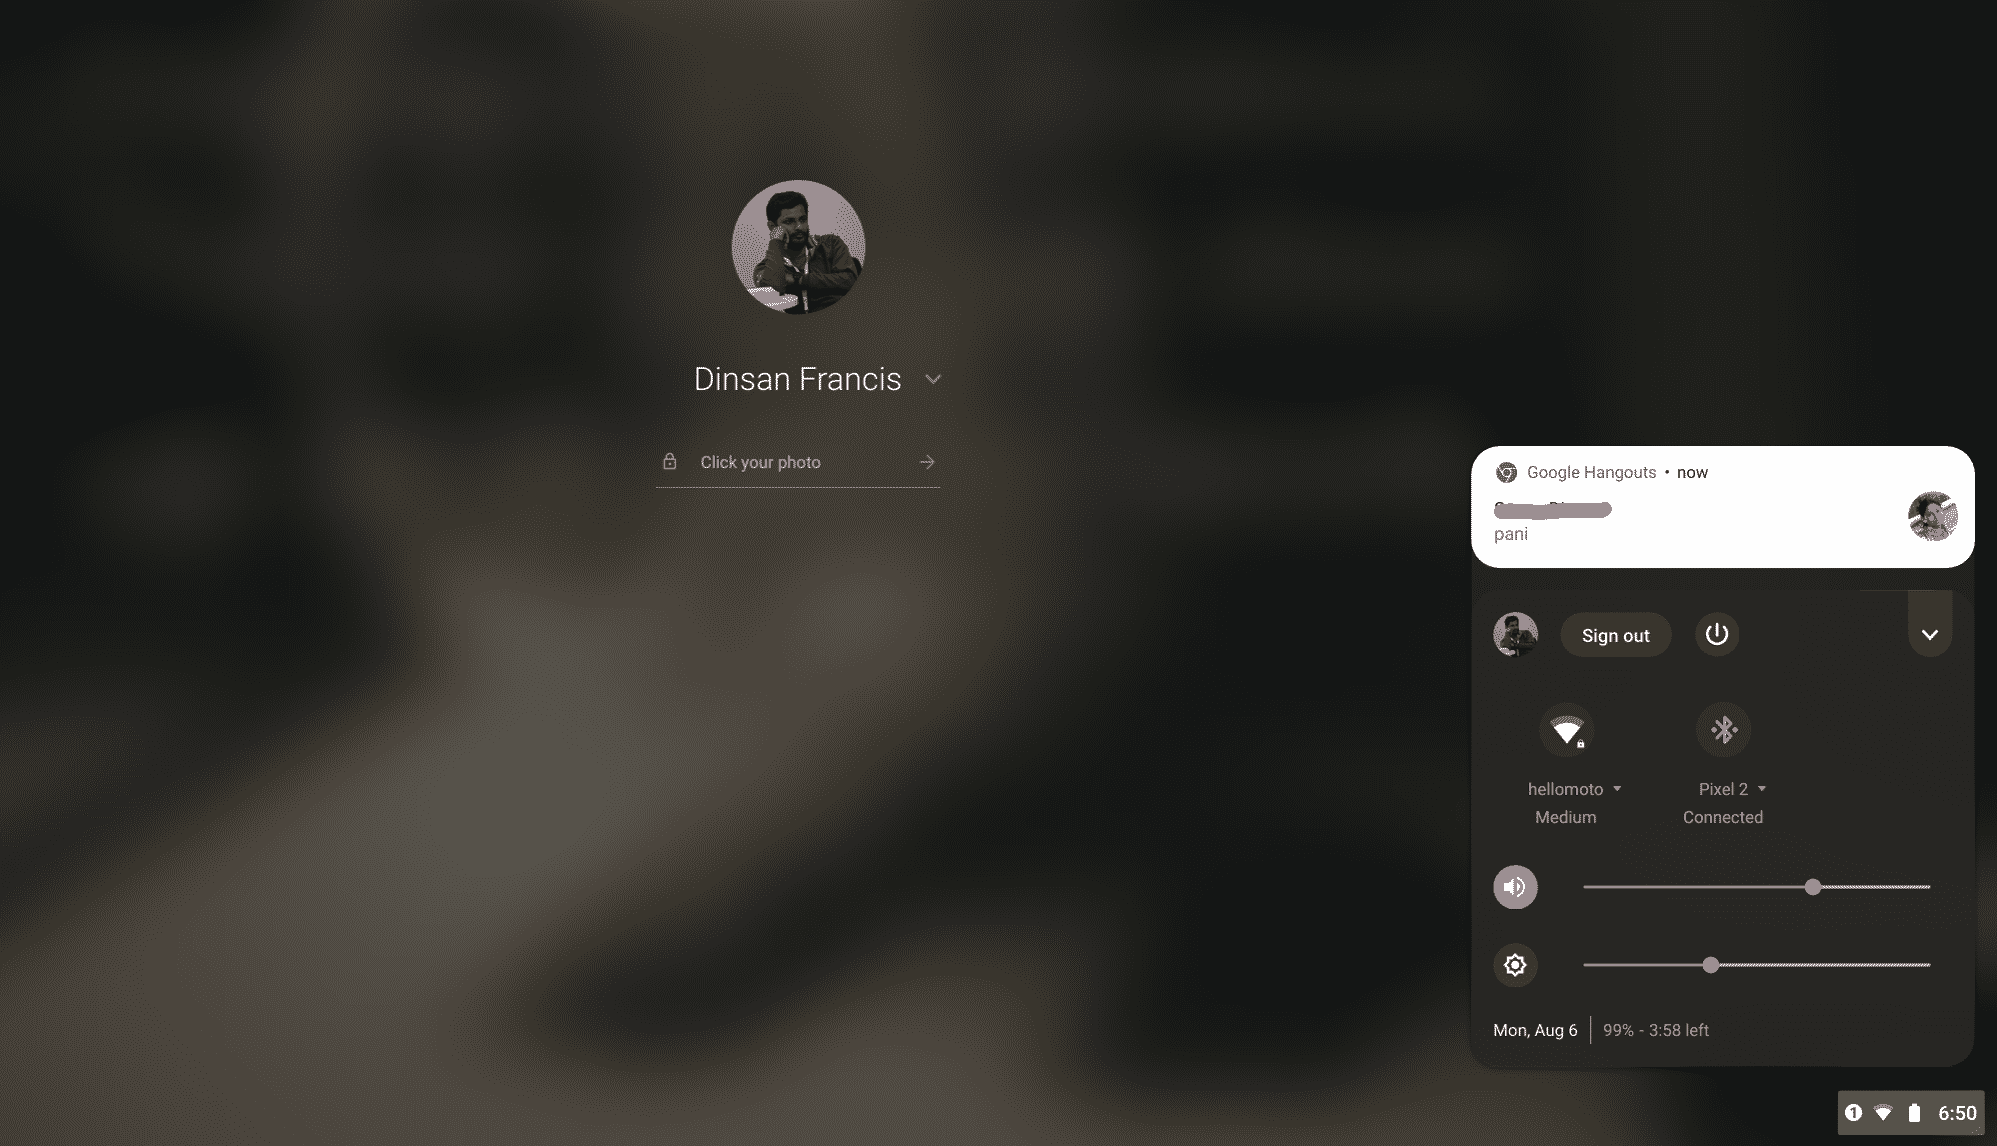 Dinsan Francis
Click your photo
Google Hangouts • now
pani
Sign out
hellomoto
Medium
Pixel 2
Connected
Mon, Aug 6 | 99% - 3:58 left
1
6:50